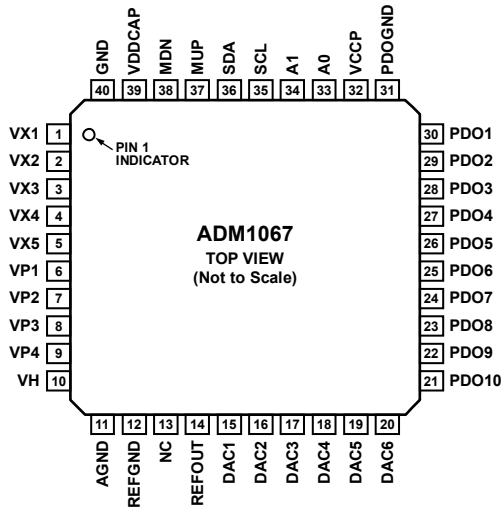 GND
VDDCAP
MDN
MUP
SDA
SCL
A1
A0
VCCP
PDOGND
40
39
38
37
36
35
34
33
32
31
VX1 1
VX2 2
VX3 3
VX4 4
VX5 5
VP1 6
VP2 7
VP3 8
VP4 9
VH 10
PIN 1
INDICATOR
ADM1067
TOP VIEW
(Not to Scale)
30 PDO1
29 PDO2
28 PDO3
27 PDO4
26 PDO5
25 PDO6
24 PDO7
23 PDO8
22 PDO9
21 PDO10
11
12
13
14
15
16
17
18
19
20
AGND
REFGND
NC
REFOUT
DAC1
DAC2
DAC3
DAC4
DAC5
DAC6